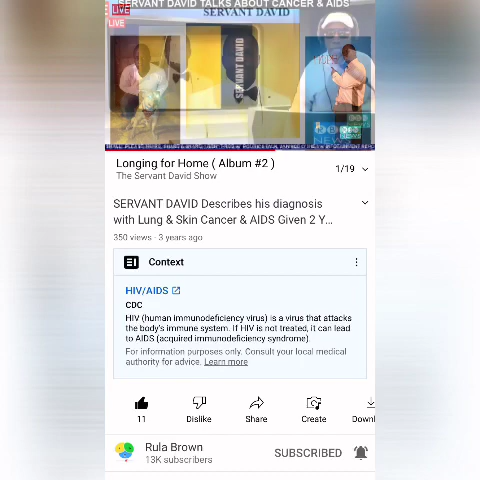 SERVANT DAVID TALKS ABOUT CANCER & AIDS
LIVE
LIVE
SERVANT DAVID
SERVANT DAVID
NEWS
NEWS
Longing for Home ( Album #2 )
1/19
The Servant David Show
SERVANT DAVID Describes his diagnosis
with Lung & Skin Cancer & AIDS Given 2 Y...
350 views · 3 years ago
Context
HIV/AIDS
CDC
HIV (human immunodeficiency virus) is a virus that attacks
the body's immune system. If HIV is not treated, it can lead
to AIDS (acquired immunodeficiency syndrome)
For information purposes only. Consult your local medical
authority for advice. Learn more
11
Dislike
Share
Create
Downl
Rula Brown
13K subscribers
SUBSCRIBED